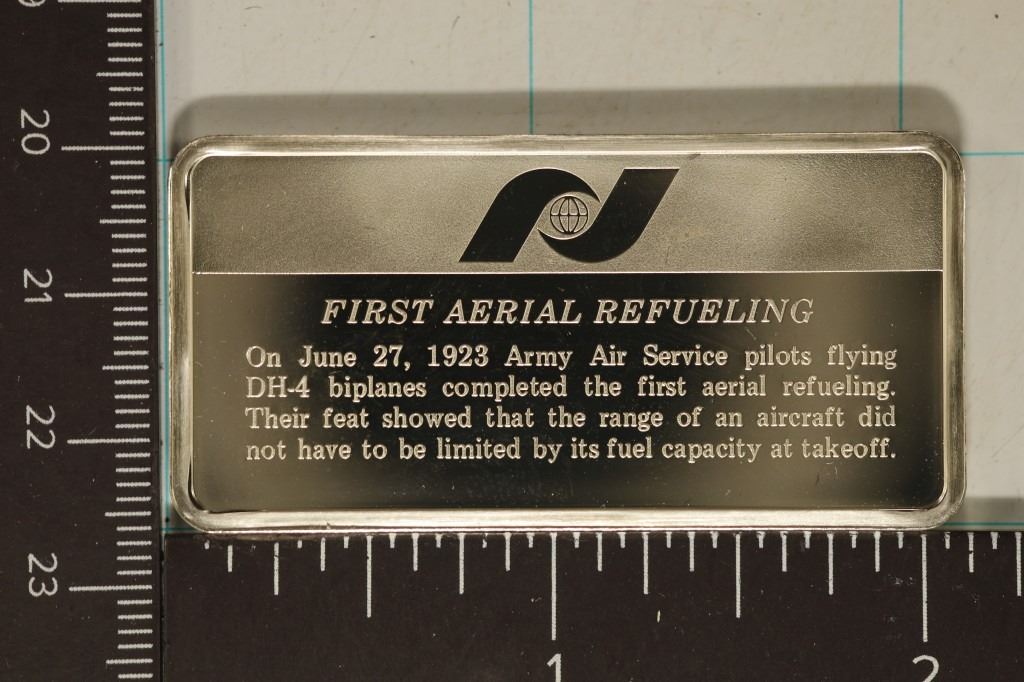 FIRST AERIAL REFUELING
On June 27, 1923 Army Air Service pilots flying
DH-4 biplanes completed the first aerial refueling.
Their feat showed that the range of an aircraft did
not have to be limited by its fuel capacity at takeoff.
20
21
22
23
1
2